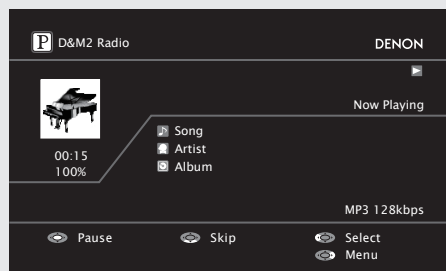 P D&M2 Radio
DENON
Now Playing
Song
Artist
Album
00:15
100%
MP3 128kbps
Pause
Skip
Select
Menu